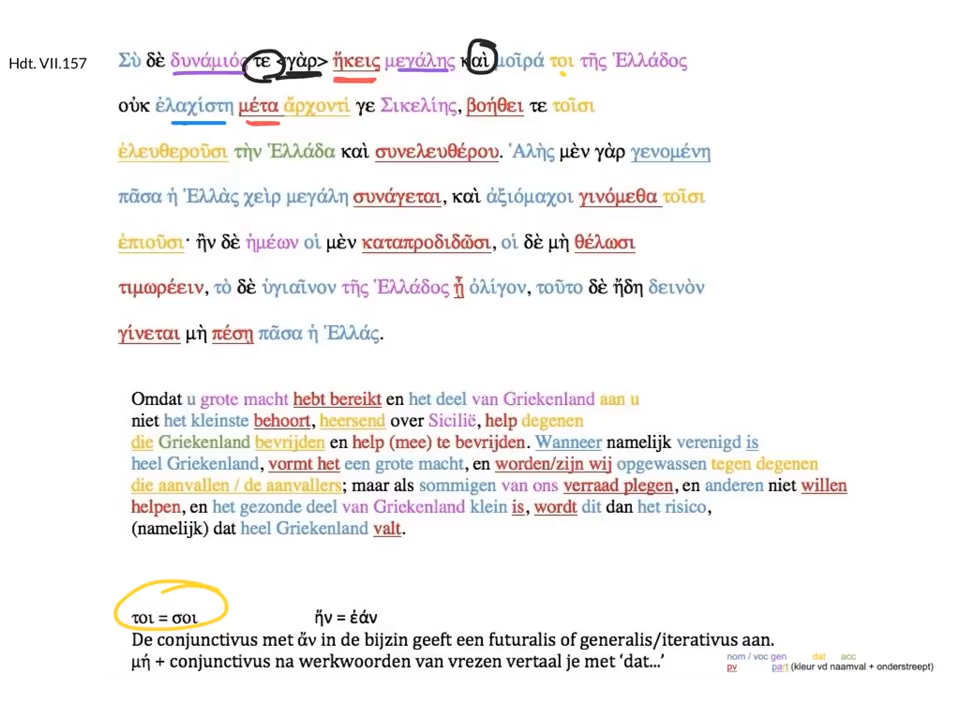 Hdt. VII.157
Σὺ δὲ δυνάμιός τε <γὰρ> ἥκεις μεγάλης καὶ μοῖρά τοι τῆς Ἑλλάδος
οὐκ ἐλαχίστη μέτα ἄρχοντί γε Σικελίης, βοήθει τε τοῖσι
ἐλευθεροῦσι τὴν Ἑλλάδα καὶ συνελευθέρου. Ἁλὴς μὲν γὰρ γενομένη
πᾶσα ἡ Ἑλλὰς χεὶρ μεγάλη συνάγεται, καὶ ἀξιόμαχοι γινόμεθα τοῖσι
ἐπιοῦσι· ἢν δὲ ἡμέων οἱ μὲν καταπροδιδῶσι, οἱ δὲ μὴ θέλωσι
τιμωρέειν, τὸ δὲ ὑγιαῖνον τῆς Ἑλλάδος ᾖ ὀλίγον, τοῦτο δὲ ἤδη δεινὸν
γίνεται μὴ πέσῃ πᾶσα ἡ Ἑλλάς.
Omdat u grote macht hebt bereikt en het deel van Griekenland aan u
niet het kleinste behoort, heersend over Sicilië, help degenen
die Griekenland bevrijden en help (mee) te bevrijden. Wanneer namelijk verenigd is
heel Griekenland, vormt het een grote macht, en worden/zijn wij opgewassen tegen degenen
die aanvallen / de aanvallers; maar als sommigen van ons verraad plegen, en anderen niet willen
helpen, en het gezonde deel van Griekenland klein is, wordt dit dan het risico,
(namelijk) dat heel Griekenland valt.
τοι = σοι ἤν = ἐάν
De conjunctivus met ἄν in de bijzin geeft een futuralis of generalis/iterativus aan.
μή + conjunctivus na werkwoorden van vrezen vertaal je met ‘dat...’
nom / voc gen dat acc
pv part (kleur vd naamval + onderstreept)